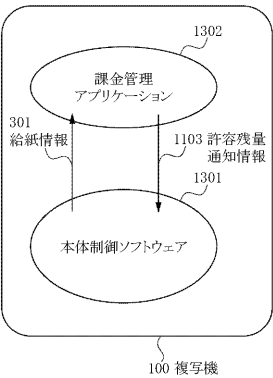 1302
課金管理
アプリケーション
301
給紙情報
1103 許容残量
通知情報
1301
本体制御ソフトウェア
100 複写機